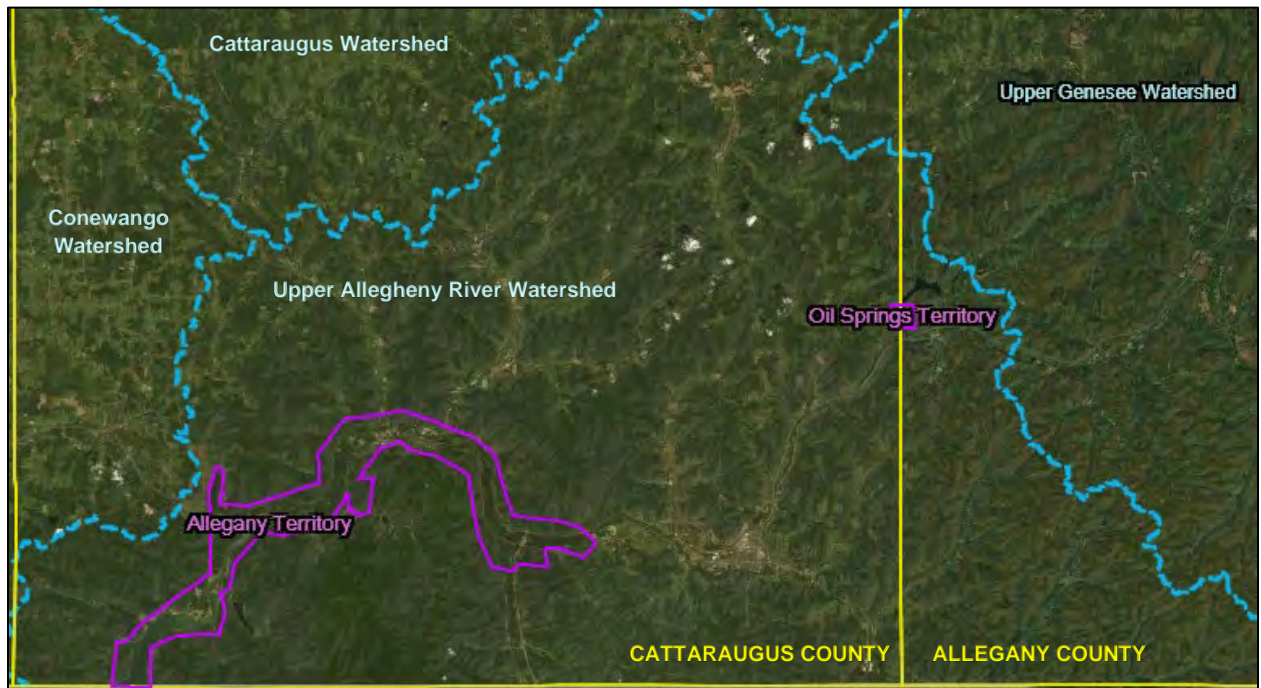 Cattaraugus Watershed
Upper Genesee Watershed
Conewango
Watershed
Upper Allegheny River Watershed
Oil Springs Territory
Allegany Territory
CATTARAUGUS COUNTY
ALLEGANY COUNTY